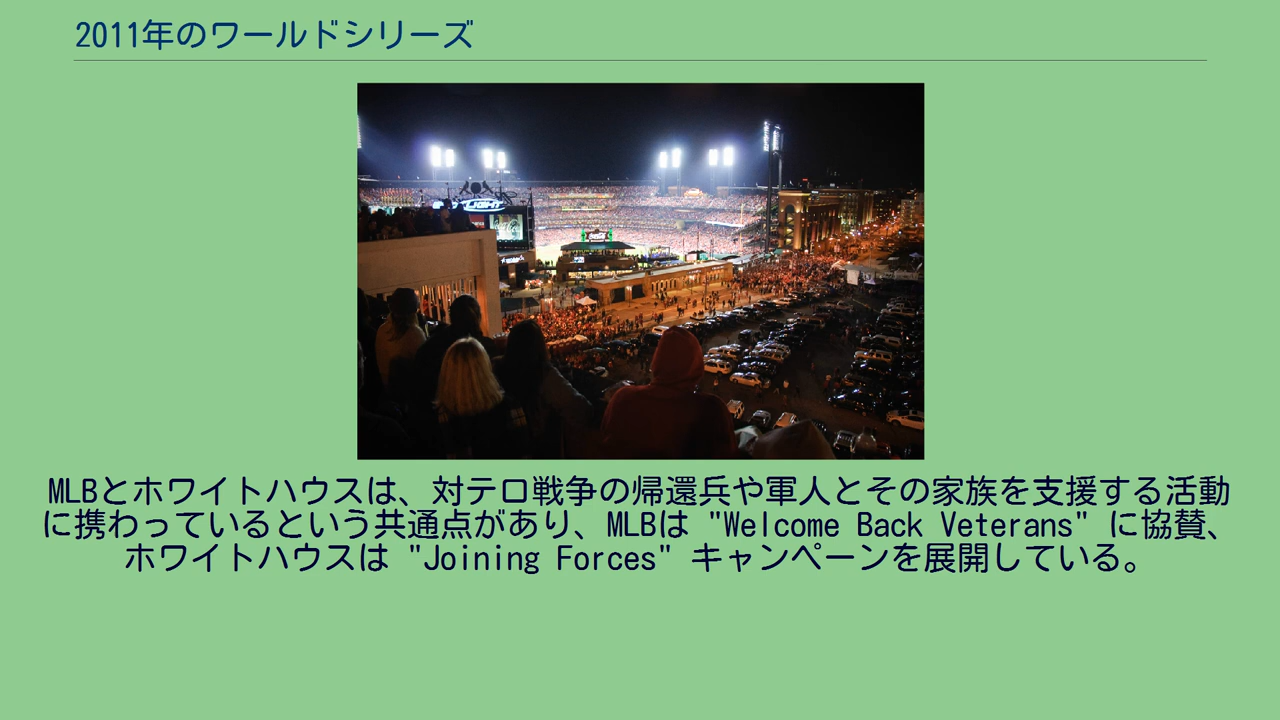 2011年のワールドシリーズ
MLBとホワイトハウスは、対テロ戦争の帰還兵や軍人とその家族を支援する活動
に携わっているという共通点があり、MLBは "Welcome Back Veterans" に協賛、
ホワイトハウスは "Joining Forces" キャンペーンを展開している。